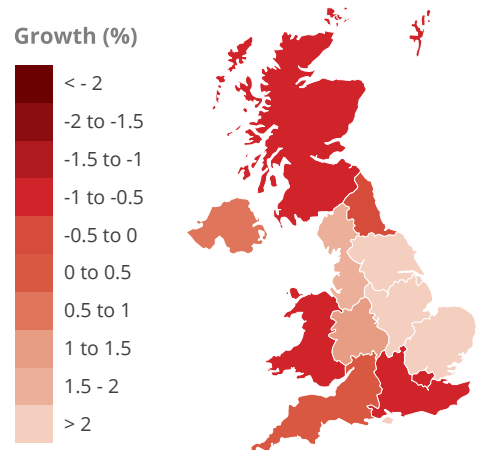 Growth (%)
< - 2
-2 to -1.5
-1.5 to -1
-1 to -0.5
-0.5 to 0
0 to 0.5
0.5 to 1
1 to 1.5
1.5 - 2
> 2